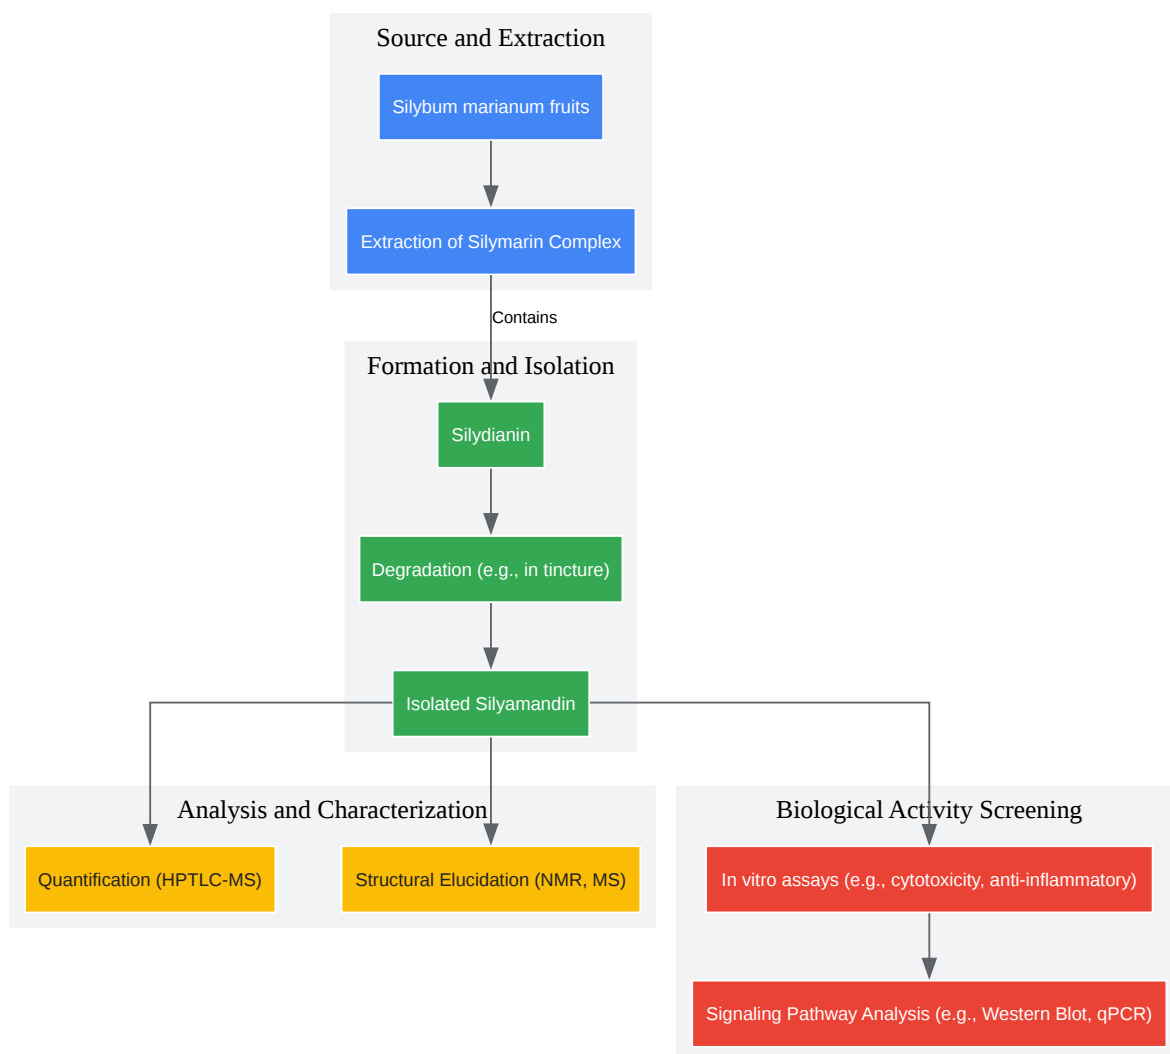 Source and Extraction
Silybum marianum fruits
Extraction of Silymarin Complex
Contains
Formation and Isolation
Silydianin
Degradation (e.g., in tincture)
Isolated Silyamandin
Analysis and Characterization
Quantification (HPTLC-MS)
Structural Elucidation (NMR, MS)
Biological Activity Screening
In vitro assays (e.g., cytotoxicity, anti-inflammatory)
Signaling Pathway Analysis (e.g., Western Blot, qPCR)